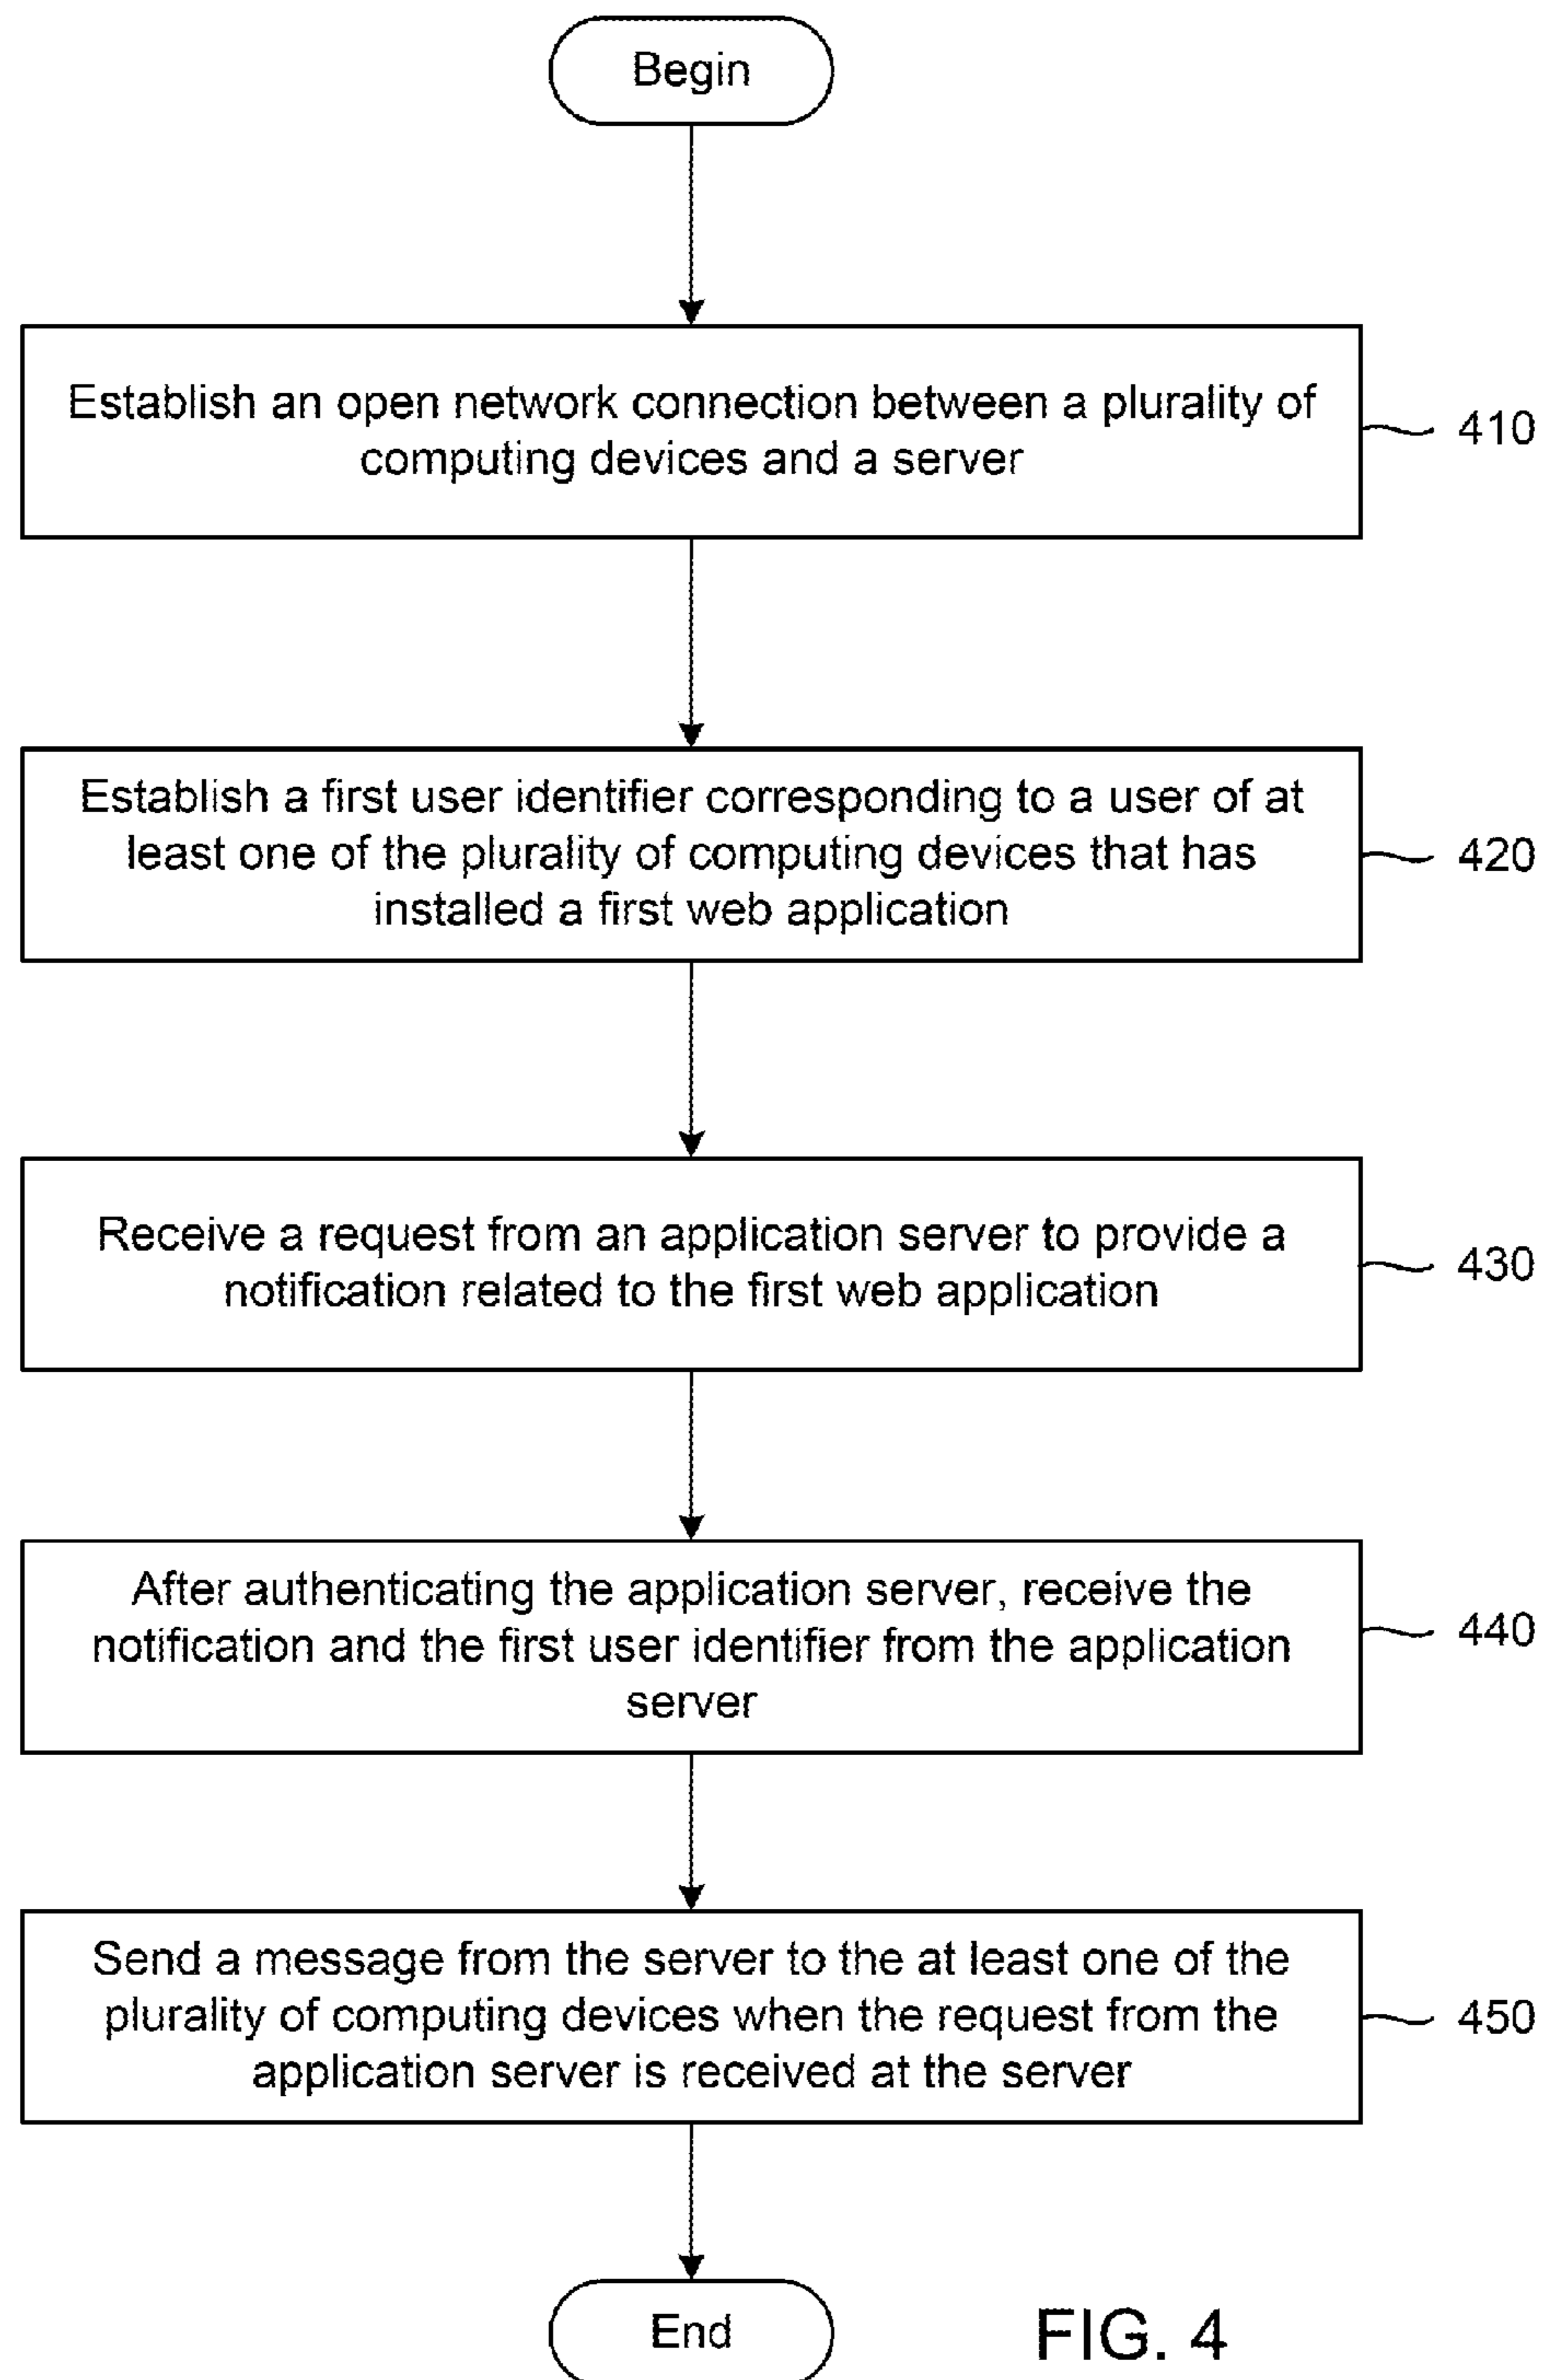 Begin
Establish an open network connection between a plurality of
computing devices and a server
410
Establish a first user identifier corresponding to a user of at
least one of the plurality of computing devices that has
installed a first web application
420
Receive a request from an application server to provide a
notification related to the first web application
430
After authenticating the application server, receive the
notification and the first user identifier from the application
server
440
Send a message from the server to the at least one of the
plurality of computing devices when the request from the
application server is received at the server
450
End
FIG. 4